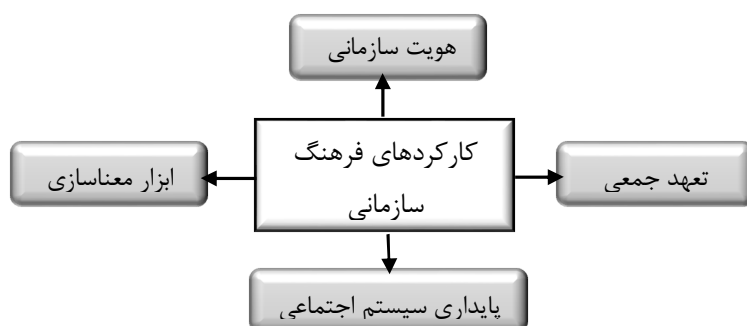 هویت سازمانی
کارکردهای فرهنگ
سازمانی
تعهد جمعی
ابزار معناسازی
پایداری سیستم اجتماعی